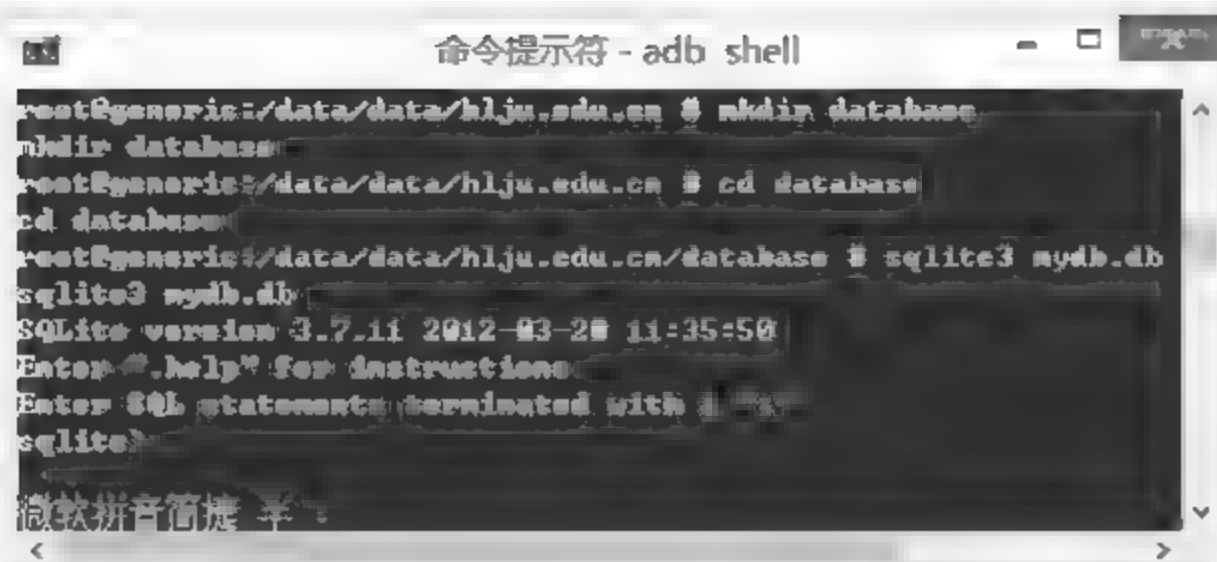 命令提示符 - adb shell
root@generic:/data/data/hlju.edu.cn # mkdir database
mkdir database
root@generic:/data/data/hlju.edu.cn # cd database
cd database
root@generic:/data/data/hlju.edu.cn/database # sqlite3 mydb.db
sqlite3 mydb.db
SQLite version 3.7.11 2012-03-20 11:35:50
Enter ".help" for instructions
Enter SQL statements terminated with a ";"
sqlite>
微软拼音简捷 半 :